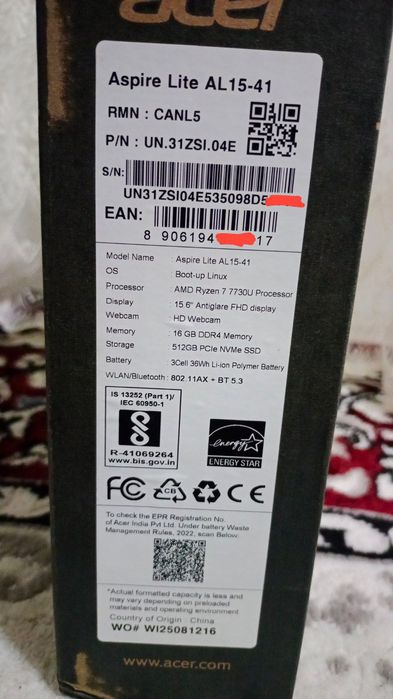 acer
Aspire Lite AL15-41
RMN : CANL5
P/N : UN.31ZSI.04E
S/N:
UN31ZSI04E535098D5
EAN:
8 906194 17
Model Name : Aspire Lite AL15-41
OS : Boot-up Linux
Processor : AMD Ryzen 7 7730U Processor
Display : 15.6" Antiglare FHD display
Webcam : HD Webcam
Memory : 16 GB DDR4 Memory
Storage : 512GB PCIe NVMe SSD
Battery : 3Cell 36Wh Li-ion Polymer Battery
WLAN/Bluetooth : 802.11AX + BT 5.3
IS 13252 (Part 1)/
IEC 60950-1
R-41069264
www.bis.gov.in
energy
ENERGY STAR
FC CB CE
To check the EPR Registration No.
of Acer India Pvt Ltd. Under battery Waste
Management Rules, 2022, scan Below.
*Actual formatted capacity is less and
may vary depending on preloaded
materials and operating environment
Country of Origin : China
WO# WI25081216
www.acer.com